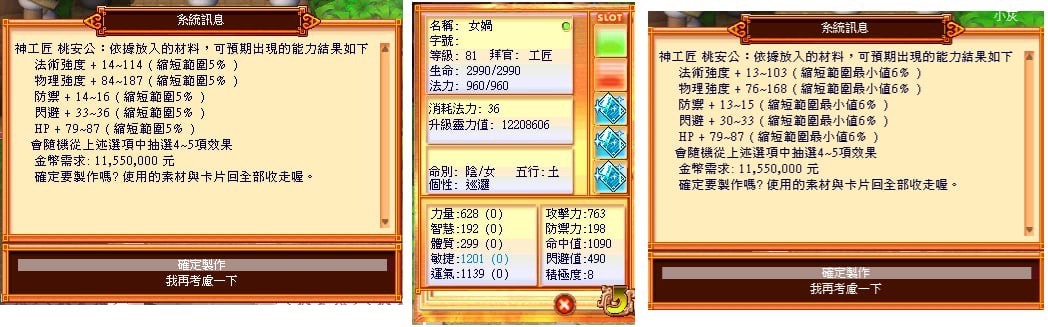 系統訊息
神工匠 桃安公：依據放入的材料，可預期出現的能力結果如下
法術強度 + 14~114 ( 縮短範圍5% )
物理強度 + 84~187 ( 縮短範圍5% )
防禦 + 14~16 ( 縮短範圍5% )
閃避 + 33~36 ( 縮短範圍5% )
HP + 79~87 ( 縮短範圍5% )
會隨機從上述選項中抽選4~5項效果
金幣需求: 11,550,000 元
確定要製作嗎? 使用的素材與卡片回全部收走喔。
確定製作
我再考慮一下
名稱: 女媧
字號:
等級: 81 拜官: 工匠
生命: 2990/2990
法力: 960/960
消耗法力: 36
升級靈力值: 12208606
命別: 陰/女 五行: 土
個性: 巡邏
力量:628 (0)
智慧:192 (0)
體質:299 (0)
敏捷:1201 (0)
運氣:1139 (0)
攻擊力:763
防禦力:198
命中值:1090
閃避值:490
積極度:8
SLOT
小炭
系統訊息
神工匠 桃安公：依據放入的材料，可預期出現的能力結果如下
法術強度 + 13~103 ( 縮短範圍最小值6% )
物理強度 + 76~168 ( 縮短範圍最小值6% )
防禦 + 13~15 ( 縮短範圍最小值6% )
閃避 + 30~33 ( 縮短範圍最小值6% )
HP + 79~87 ( 縮短範圍最小值6% )
會隨機從上述選項中抽選4~5項效果
金幣需求: 11,550,000 元
確定要製作嗎? 使用的素材與卡片回全部收走喔。
確定製作
我再考慮一下